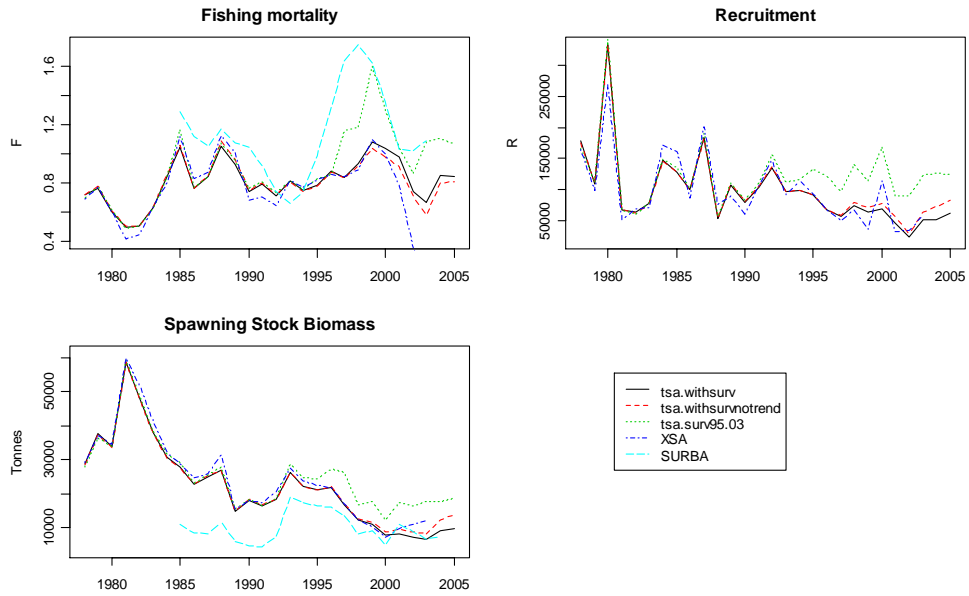 Fishing mortality
F
1.6
1.2
0.8
0.4
1980 1985 1990 1995 2000 2005
Recruitment
R
250000
150000
50000
1980 1985 1990 1995 2000 2005
Spawning Stock Biomass
Tonnes
50000
30000
10000
1980 1985 1990 1995 2000 2005
tsa.withsurv
tsa.withsurvnotrend
tsa.surv95.03
XSA
SURBA